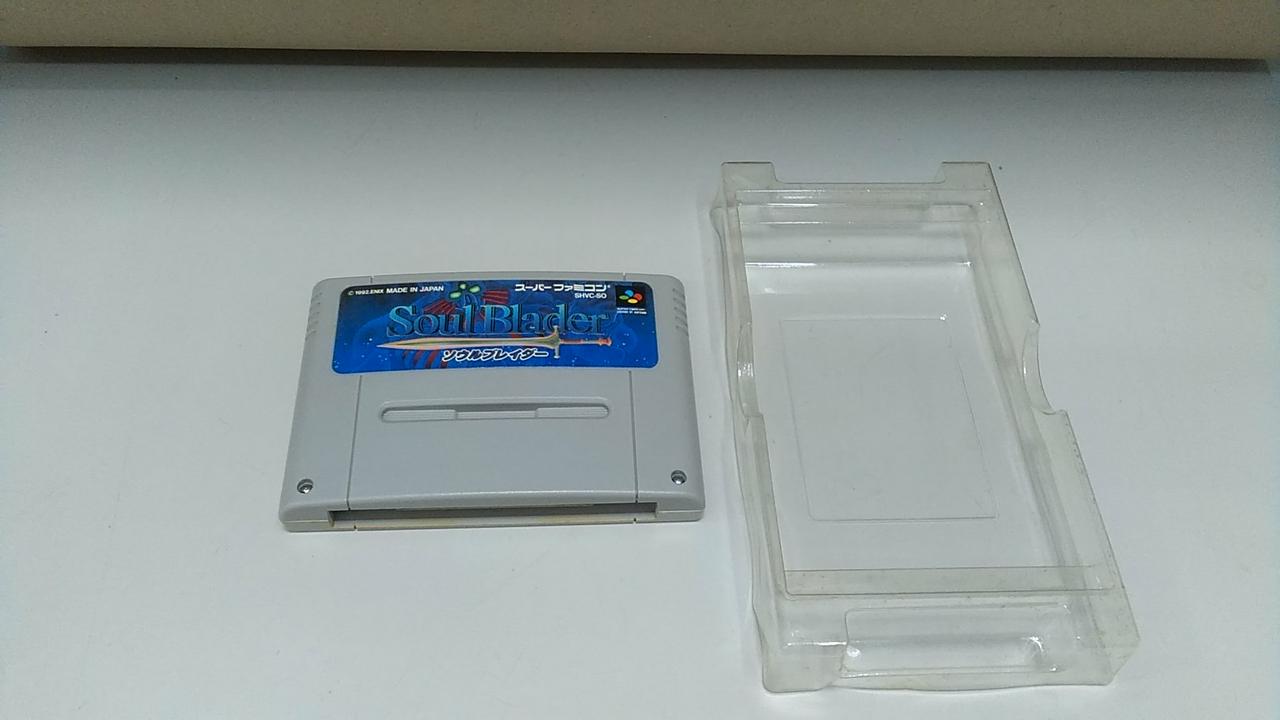 © 1992.ENIX MADE IN JAPAN
スーパーファミコン®
SHVC-SO
Soul Blader
ソウルブレイダー